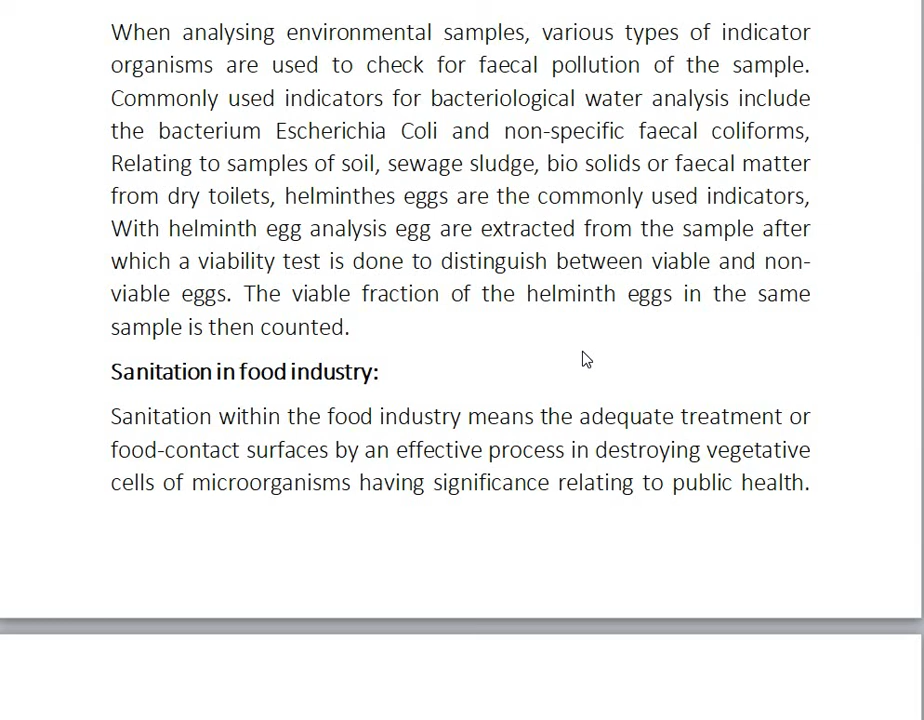 When analysing environmental samples, various types of indicator
organisms are used to check for faecal pollution of the sample.
Commonly used indicators for bacteriological water analysis include
the bacterium Escherichia Coli and non-specific faecal coliforms,
Relating to samples of soil, sewage sludge, bio solids or faecal matter
from dry toilets, helminthes eggs are the commonly used indicators,
With helminth egg analysis egg are extracted from the sample after
which a viability test is done to distinguish between viable and non-
viable eggs. The viable fraction of the helminth eggs in the same
sample is then counted.
Sanitation in food industry:
Sanitation within the food industry means the adequate treatment or
food-contact surfaces by an effective process in destroying vegetative
cells of microorganisms having significance relating to public health.